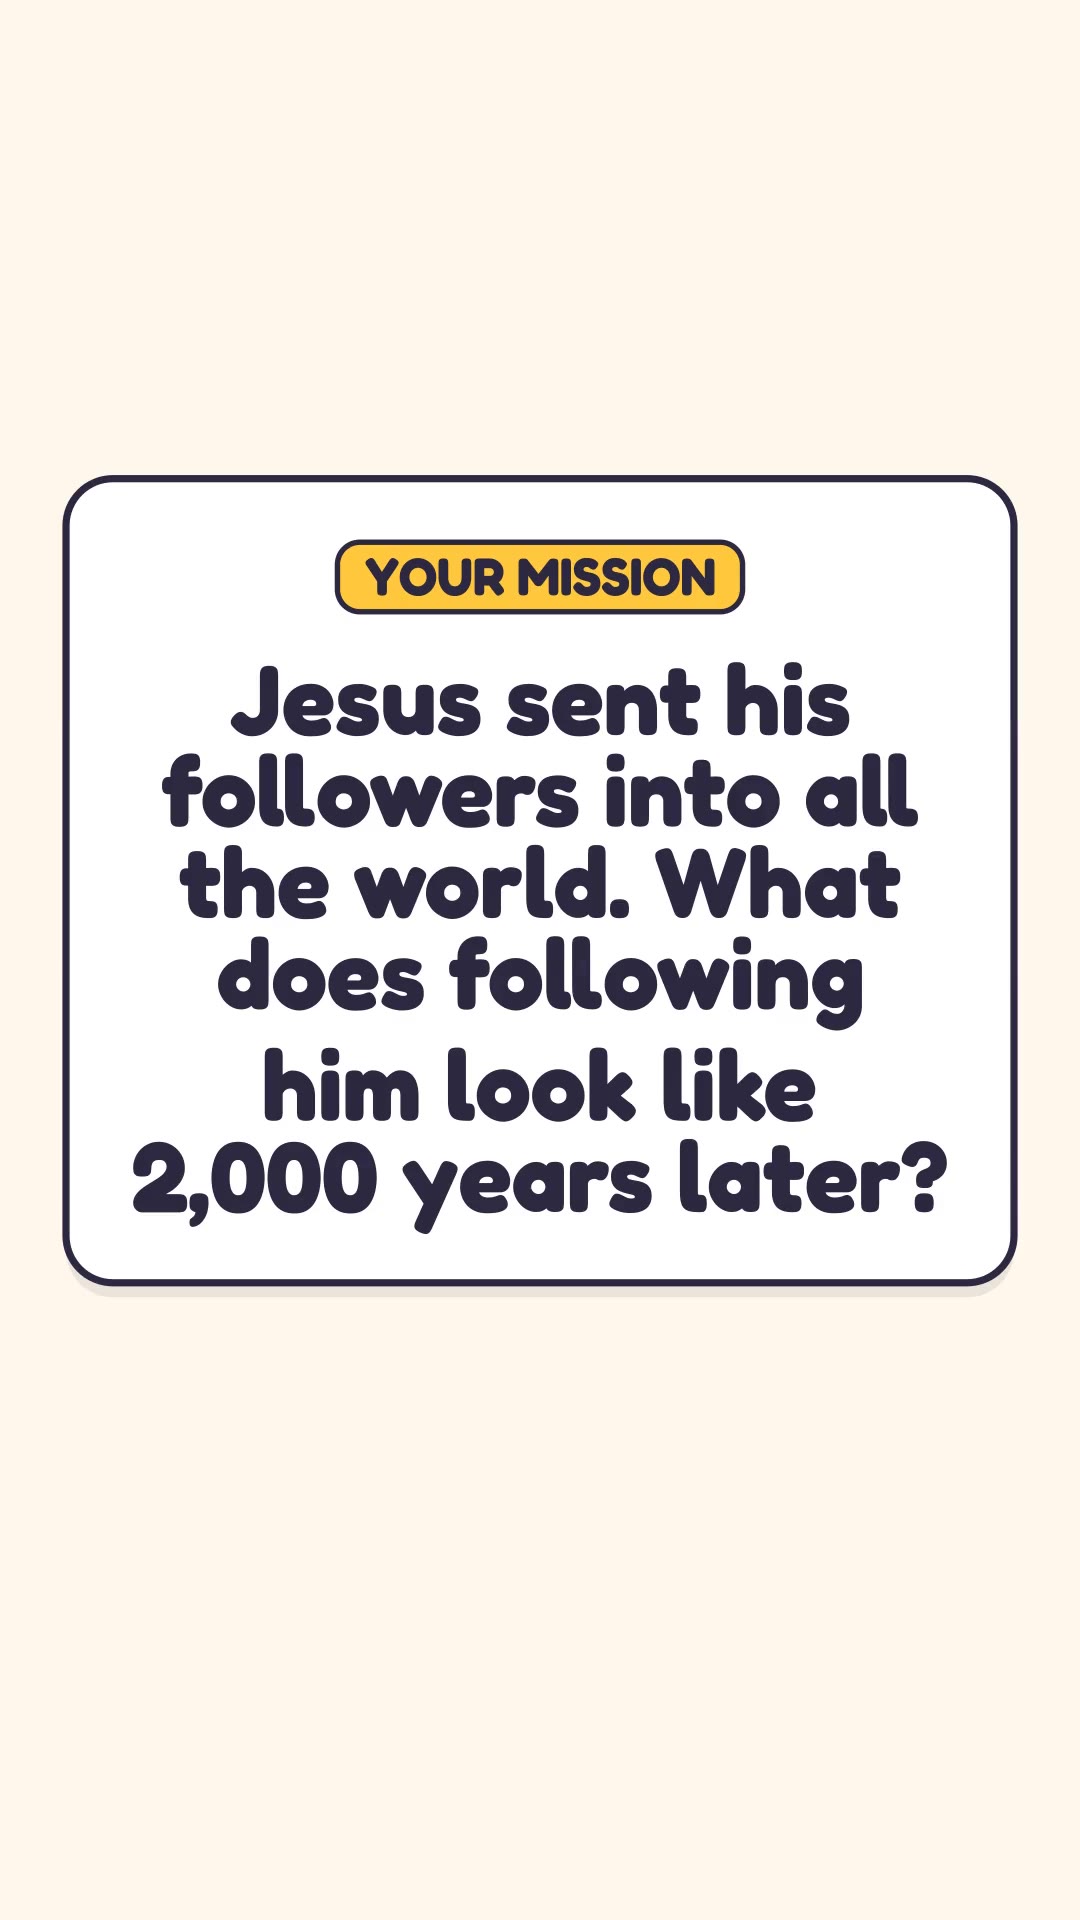 YOUR MISSION
Jesus sent his
followers into all
the world. What
does following
him look like
2,000 years later?